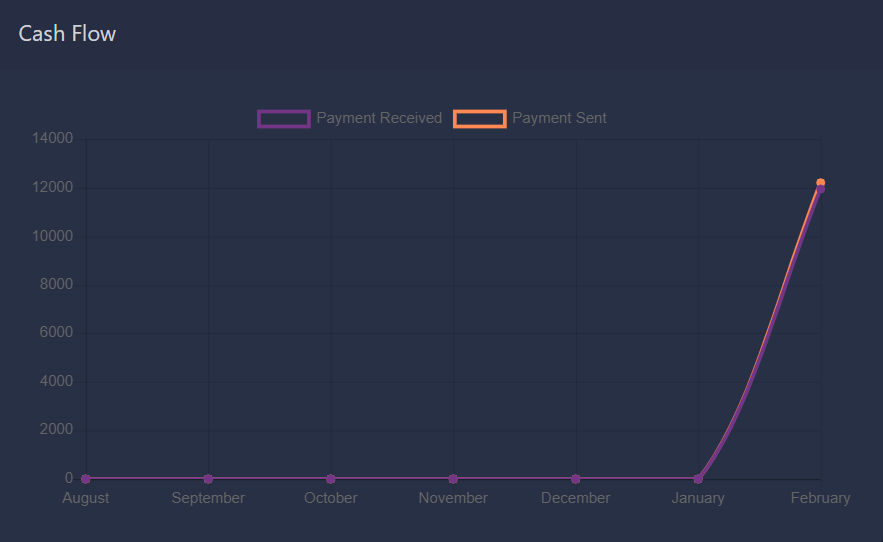 Cash Flow
Payment Received Payment Sent
14000
12000
10000
8000
6000
4000
2000
0
August September October November December January February